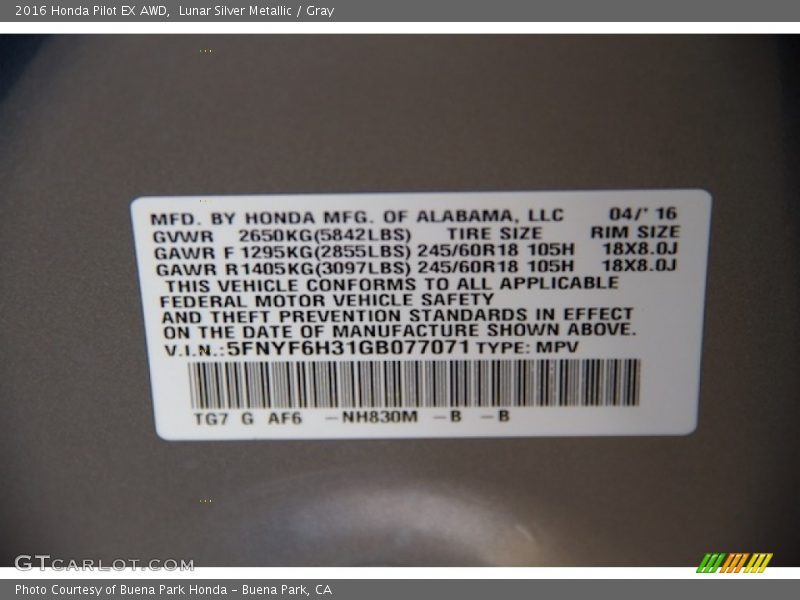 2016 Honda Pilot EX AWD,  Lunar Silver Metallic / Gray
MFD. BY HONDA MFG. OF ALABAMA, LLC 04/' 16
GVWR 2650KG(5842LBS) TIRE SIZE RIM SIZE
GAWR F 1295KG(2855LBS) 245/60R18 105H 18X8.0J
GAWR R1405KG(3097LBS) 245/60R18 105H 18X8.0J
THIS VEHICLE CONFORMS TO ALL APPLICABLE
FEDERAL MOTOR VEHICLE SAFETY
AND THEFT PREVENTION STANDARDS IN EFFECT
ON THE DATE OF MANUFACTURE SHOWN ABOVE.
V.I.N.:5FNYF6H31GB077071 TYPE: MPV
TG7 G AF6 -NH830M -B -B
GTCARLOT.COM
Photo Courtesy of Buena Park Honda - Buena Park, CA